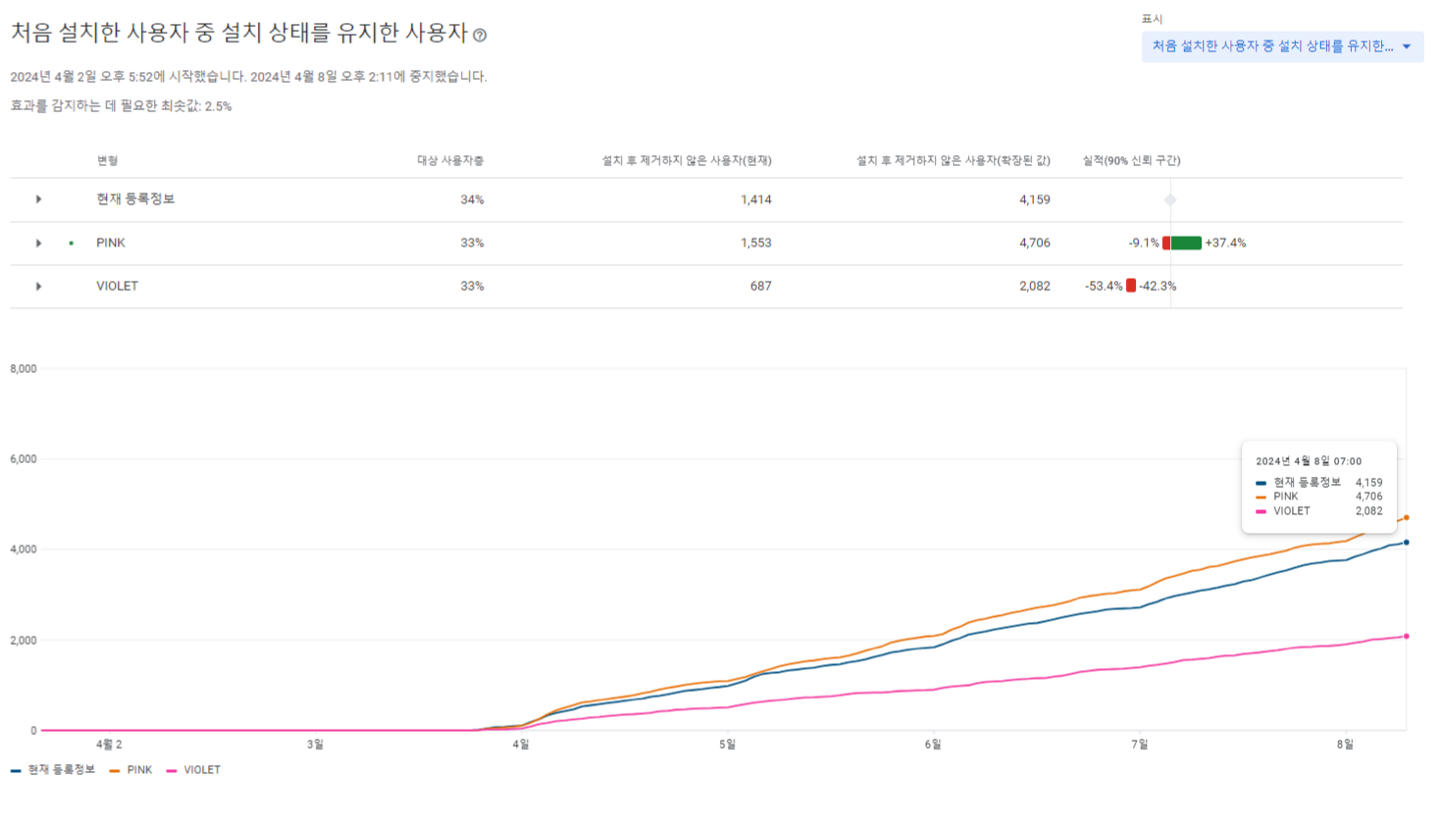 처음 설치한 사용자 중 설치 상태를 유지한 사용자 ?
표시
처음 설치한 사용자 중 설치 상태를 유지한...
2024년 4월 2일 오후 5:52에 시작했습니다. 2024년 4월 8일 오후 2:11에 중지했습니다.
효과를 감지하는 데 필요한 최솟값: 2.5%
변형 대상 사용자층 설치 후 제거하지 않은 사용자(현재) 설치 후 제거하지 않은 사용자(확장된 값) 실적(90% 신뢰 구간)
현재 등록정보 34% 1,414 4,159
PINK 33% 1,553 4,706 -9.1% +37.4%
VIOLET 33% 687 2,082 -53.4% -42.3%
8,000
6,000
4,000
2,000
0
2024년 4월 8일 07:00
현재 등록정보 4,159
PINK 4,706
VIOLET 2,082
4월 2 3일 4일 5일 6일 7일 8일
현재 등록정보 PINK VIOLET